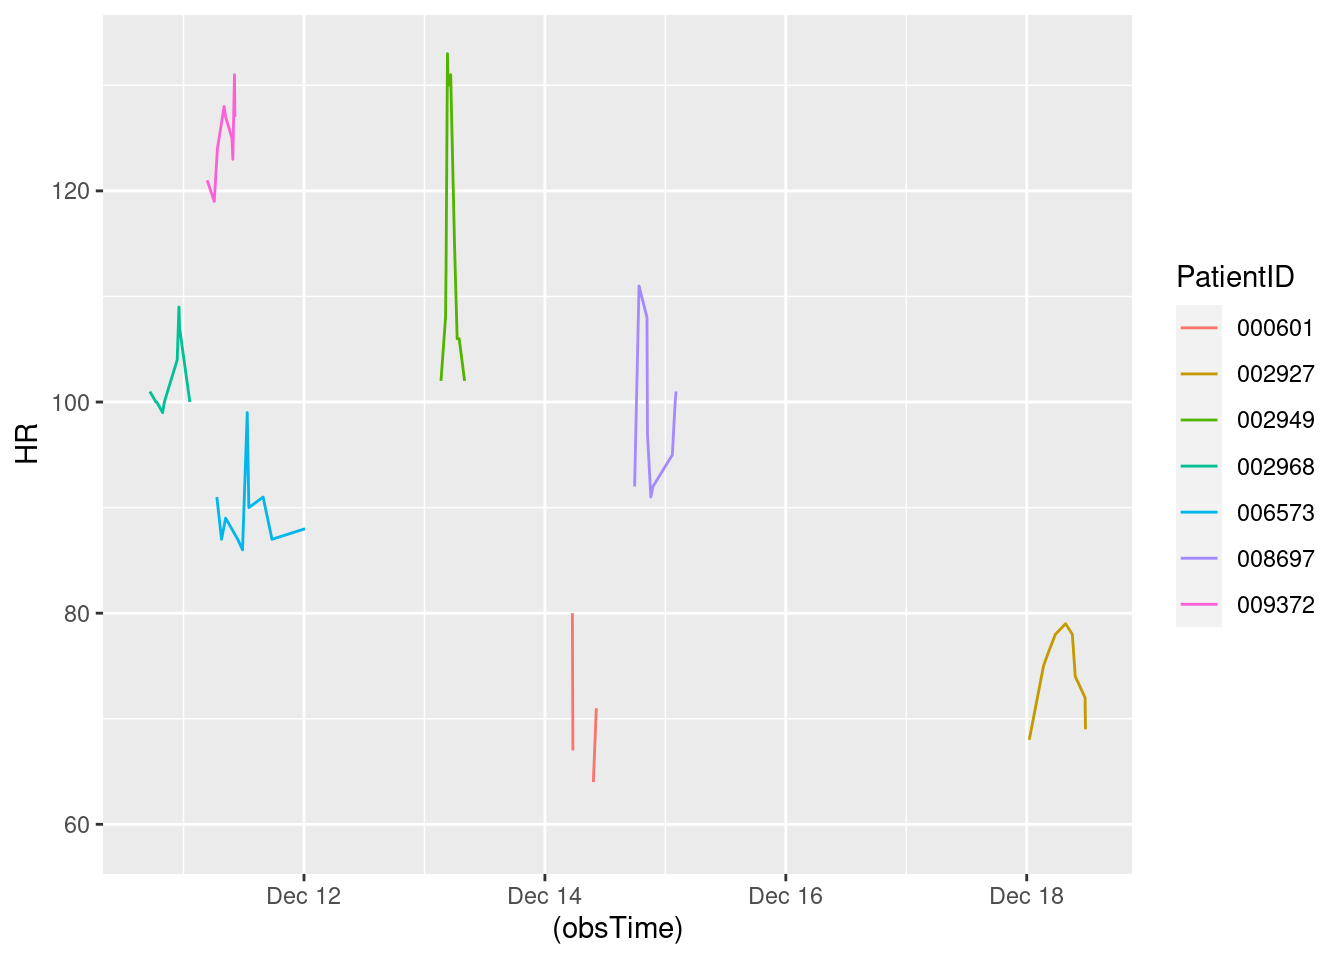 120
100
80
60
HR
Dec 12
Dec 14
Dec 16
Dec 18
(obsTime)
PatientID
000601
002927
002949
002968
006573
008697
009372